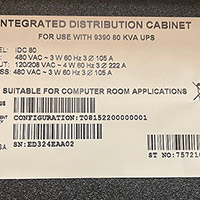 INTEGRATED DISTRIBUTION CABINET
FOR USE WITH 9390 80 KVA UPS
IDC 80
480 VAC ~ 3 W 60 Hz 3 Ø 105 A
120/208 VAC ~ 4 W 60 Hz 3 Ø 222 A
480 VAC ~ 3 W 60 Hz 3 Ø 105 A
SUITABLE FOR COMPUTER ROOM APPLICATIONS
CONFIGURATION: T08152200000001
SN:ED324EAA02
ST NO: